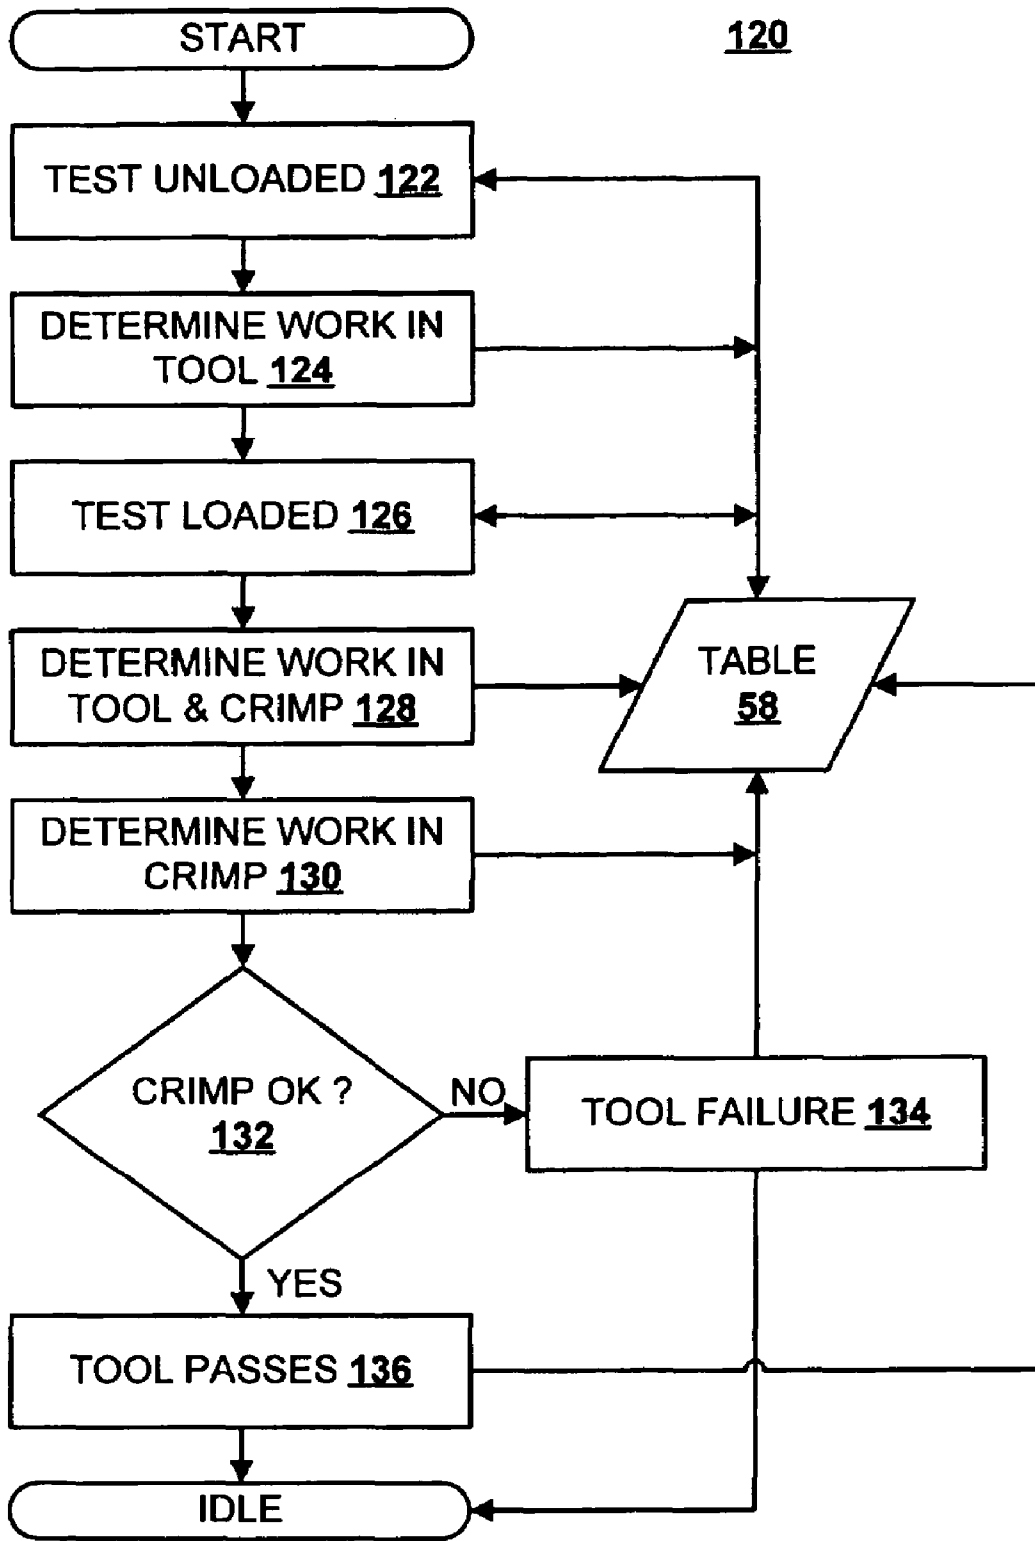 START
120
TEST UNLOADED 122
DETERMINE WORK IN
TOOL 124
TEST LOADED 126
DETERMINE WORK IN
TOOL & CRIMP 128
TABLE
58
DETERMINE WORK IN
CRIMP 130
CRIMP OK ?
132
NO
TOOL FAILURE 134
YES
TOOL PASSES 136
IDLE